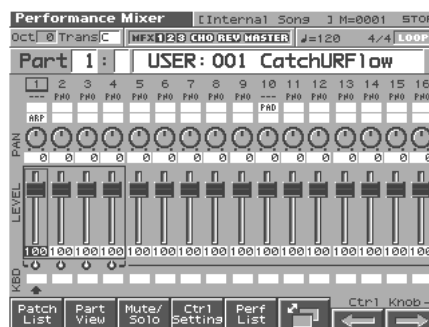 Performance Mixer [Internal Song ] M=0001 STOP
Oct 0 Trans C MFX 1 2 3 CHO REV MASTER ♩=120 4/4 LOOP
Part 1: USER: 001 CatchURFlow
1 2 3 4 5 6 7 8 9 10 11 12 13 14 15 16
--- PNO PNO PNO PNO PNO PNO PNO PNO --- PNO PNO PNO PNO PNO PNO
ARP PAD
PAN
0 0 0 0 0 0 0 0 0 0 0 0 0 0 0 0
LEVEL
100 100 100 100 100 100 100 100 100 100 100 100 100 100 100 100
KBD
Ctrl Knob
Patch List Part View Mute/Solo Ctrl Setting Perf List